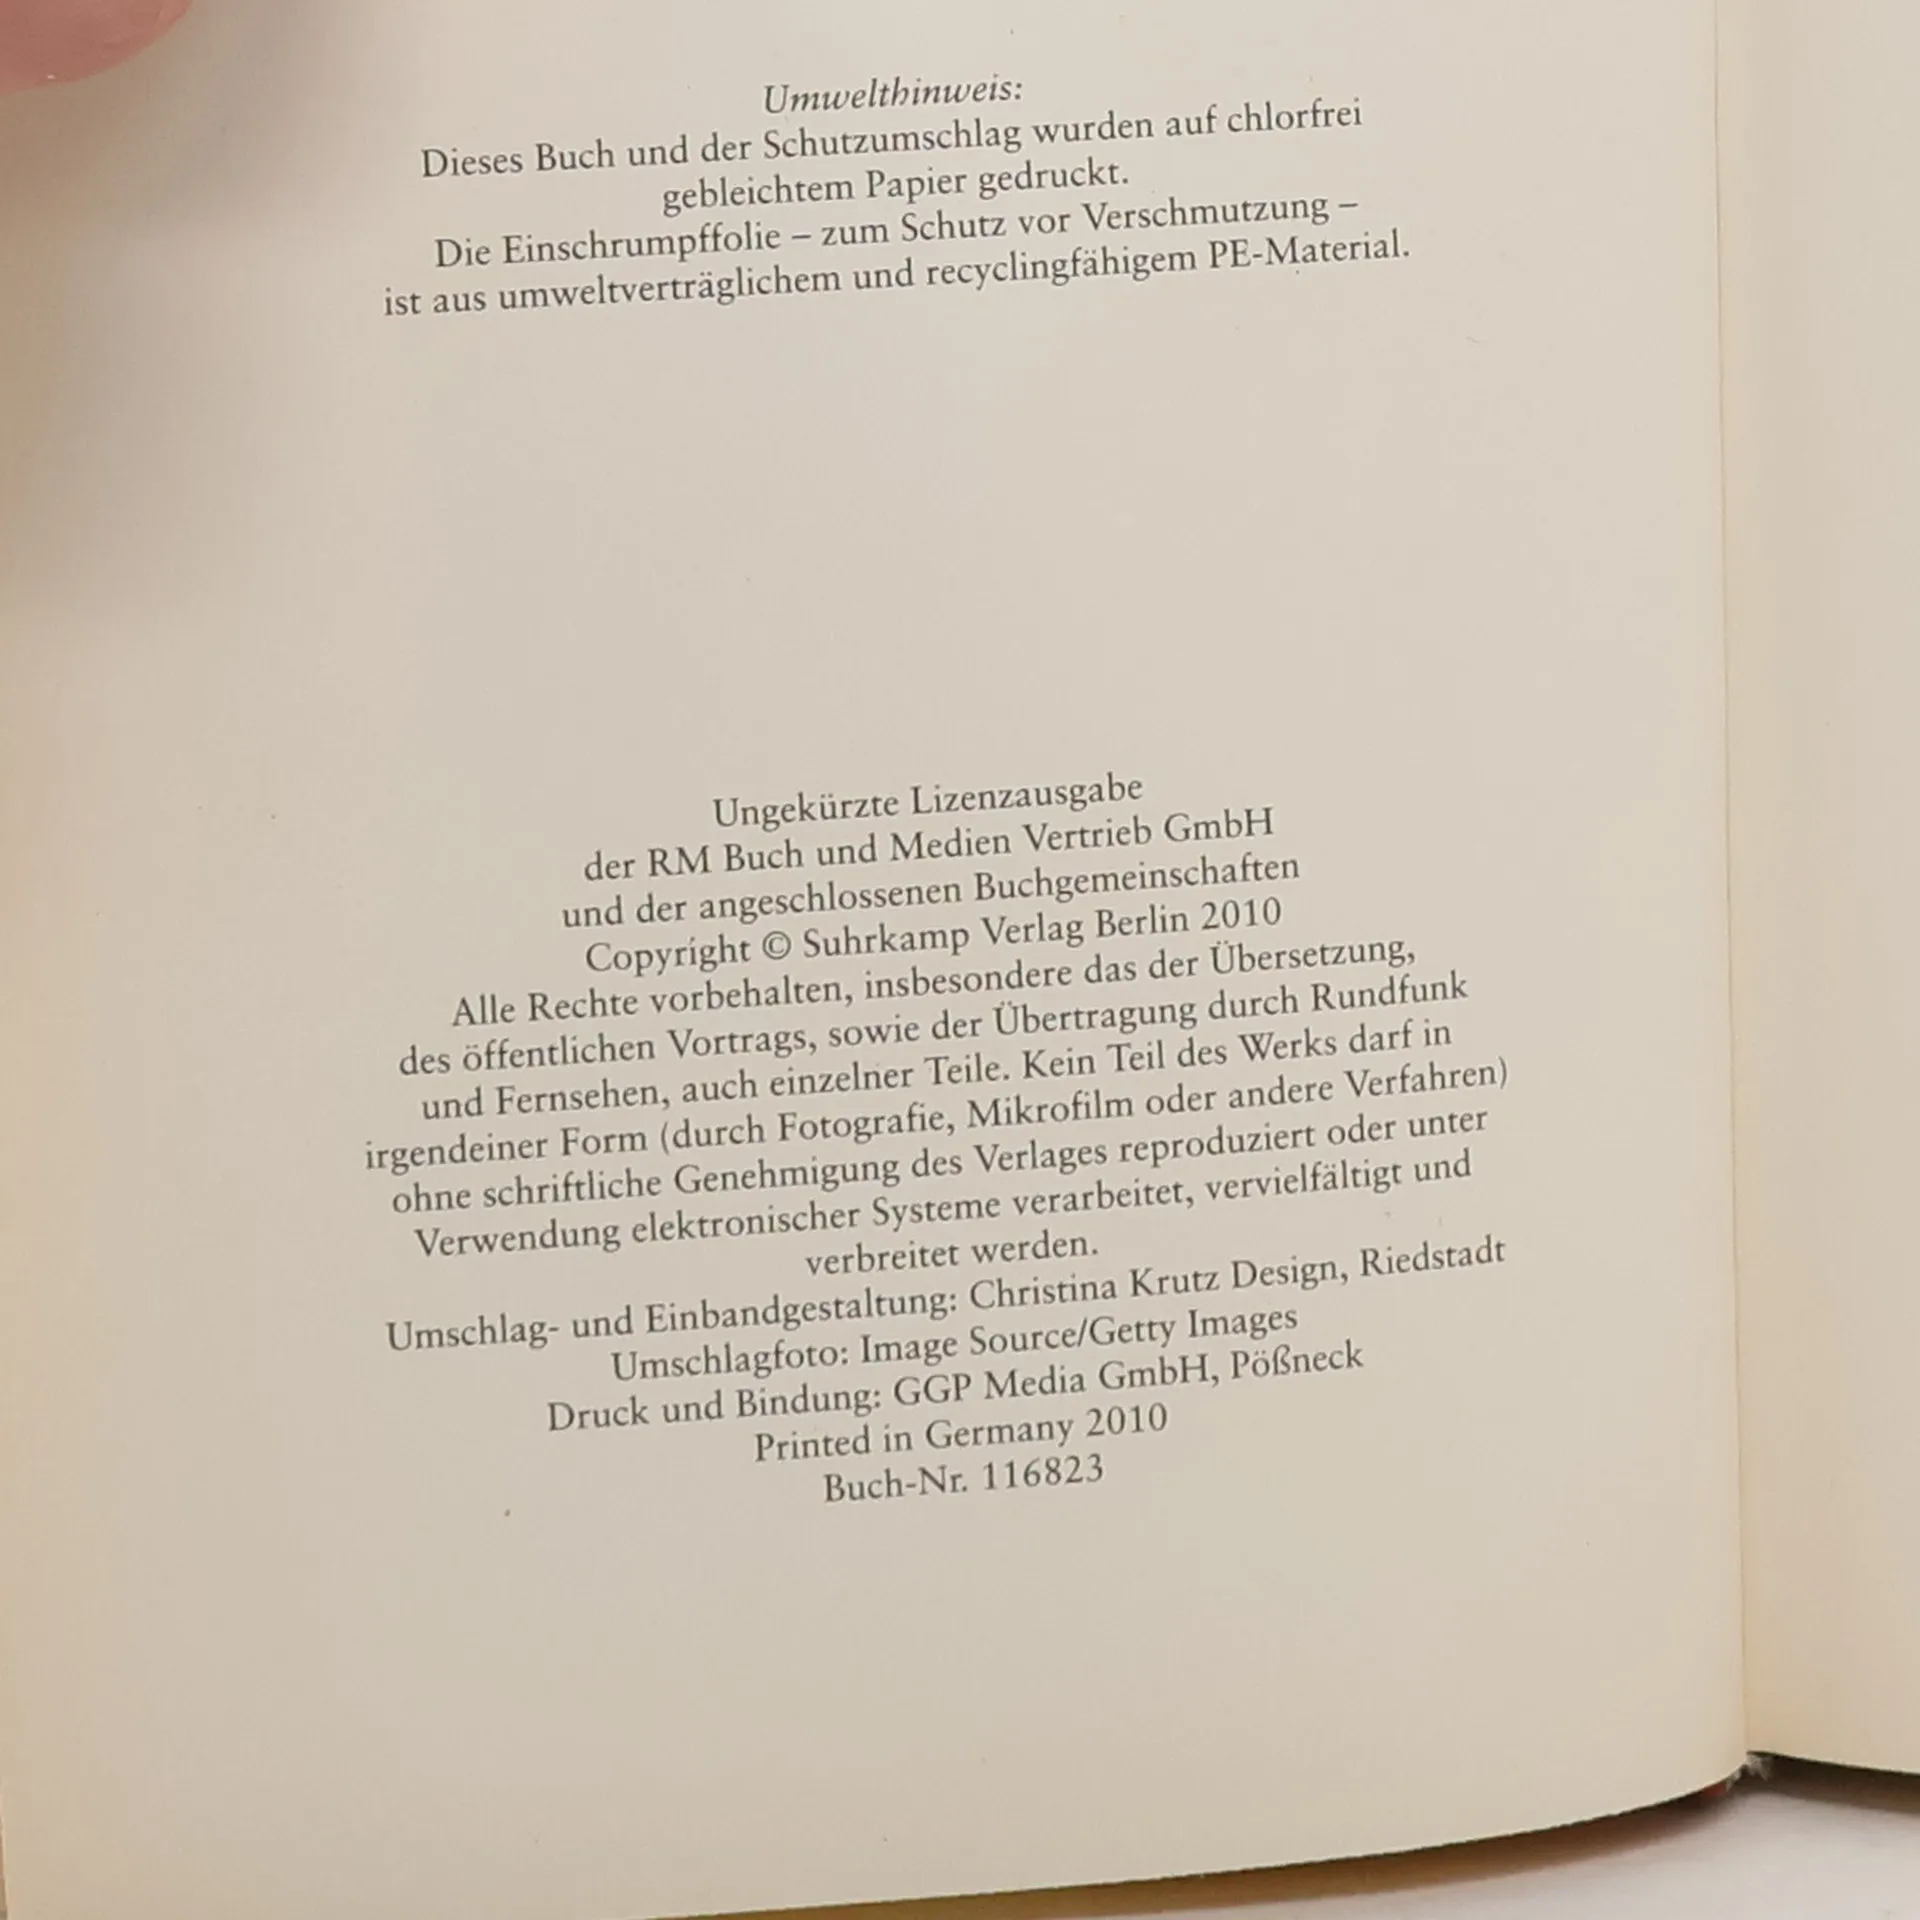 Umwelthinweis:
Dieses Buch und der Schutzumschlag wurden auf chlorfrei
gebleichtem Papier gedruckt.
Die Einschrumpffolie – zum Schutz vor Verschmutzung –
ist aus umweltverträglichem und recyclingfähigem PE-Material.
Ungekürzte Lizenzausgabe
der RM Buch und Medien Vertrieb GmbH
und der angeschlossenen Buchgemeinschaften
Copyright © Suhrkamp Verlag Berlin 2010
Alle Rechte vorbehalten, insbesondere das der Übersetzung,
des öffentlichen Vortrags, sowie der Übertragung durch Rundfunk
und Fernsehen, auch einzelner Teile. Kein Teil des Werks darf in
irgendeiner Form (durch Fotografie, Mikrofilm oder andere Verfahren)
ohne schriftliche Genehmigung des Verlages reproduziert oder unter
Verwendung elektronischer Systeme verarbeitet, vervielfältigt und
verbreitet werden.
Umschlag- und Einbandgestaltung: Christina Krutz Design, Riedstadt
Umschlagfoto: Image Source/Getty Images
Druck und Bindung: GGP Media GmbH, Pößneck
Printed in Germany 2010
Buch-Nr. 116823